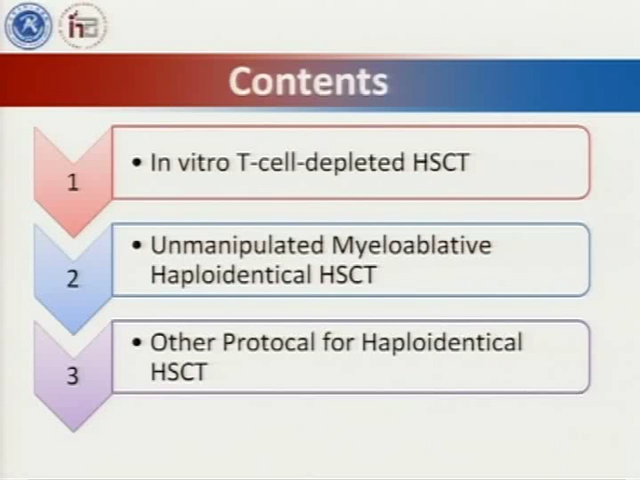 Contents
1
• In vitro T-cell-depleted HSCT
2
• Unmanipulated Myeloablative
Haploidentical HSCT
3
• Other Protocal for Haploidentical
HSCT